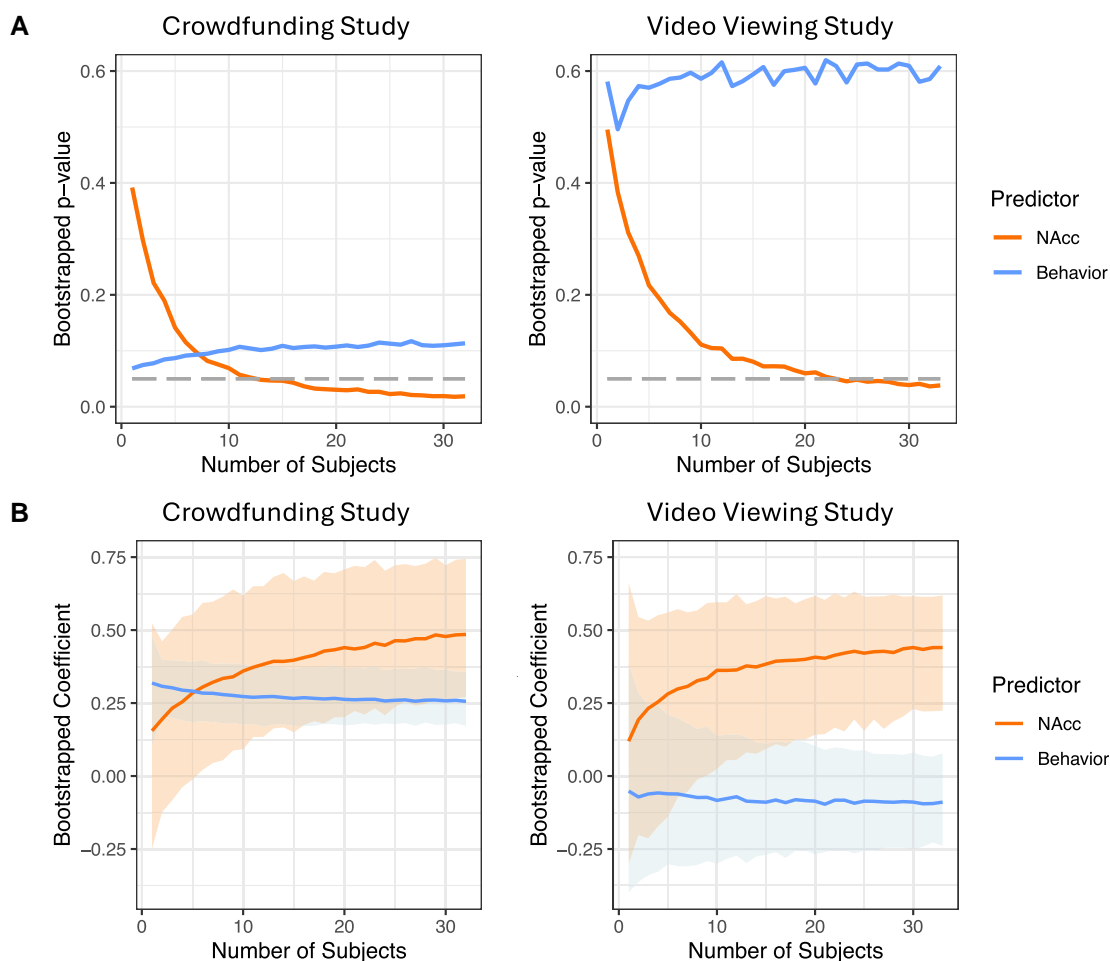 A
Crowdfunding Study
Video Viewing Study
Bootstrapped p−value
0.6
0.4
0.2
0.0
0
10
20
30
Number of Subjects
Bootstrapped p−value
0.6
0.4
0.2
0.0
0
10
20
30
Number of Subjects
Predictor
NAcc
Behavior
B
Crowdfunding Study
Video Viewing Study
Bootstrapped Coefficient
0.75
0.50
0.25
0.00
−0.25
0
10
20
30
Number of Subjects
Bootstrapped Coefficient
0.75
0.50
0.25
0.00
−0.25
0
10
20
30
Number of Subjects
Predictor
NAcc
Behavior